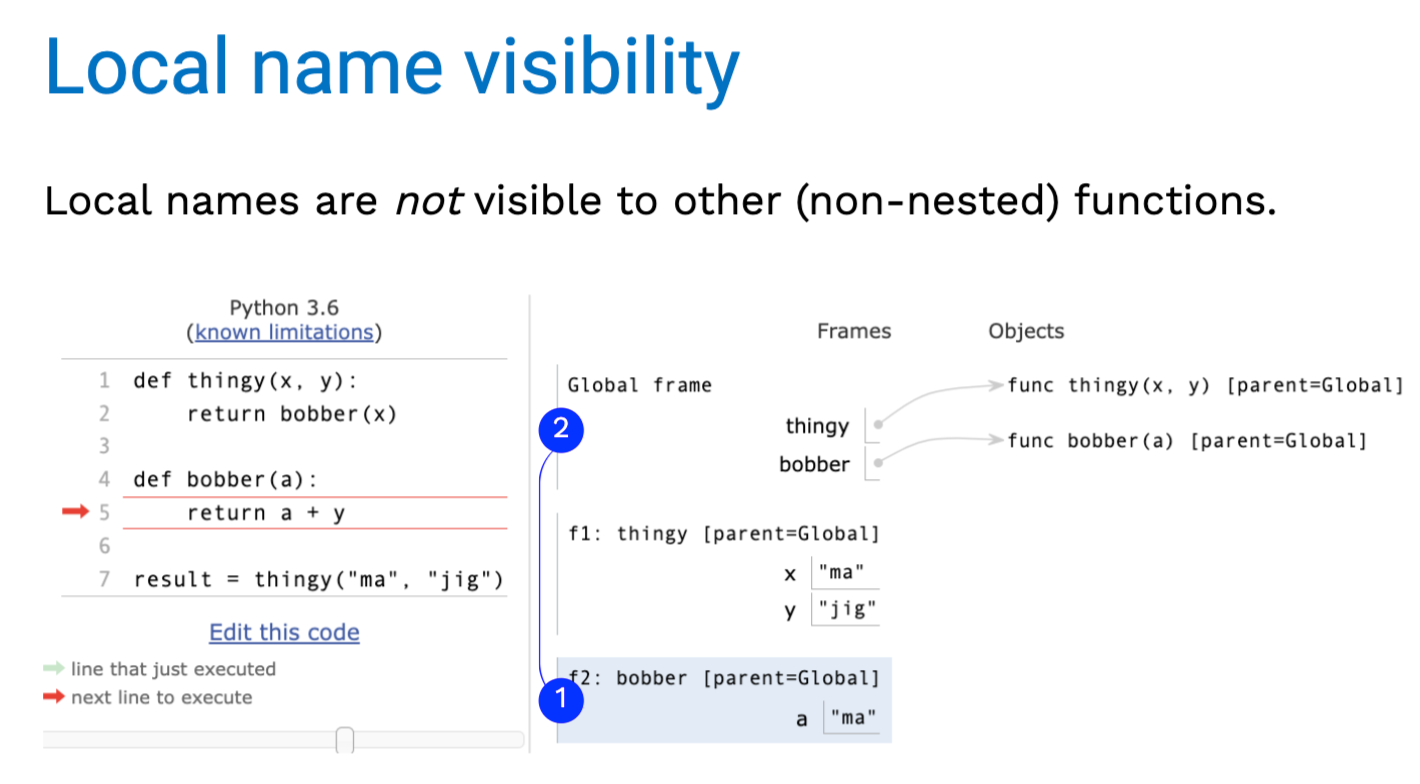 Local name visibility
Local names are not visible to other (non-nested) functions.
Python 3.6
(known limitations)
1 def thingy(x, y):
2     return bobber(x)
3
4 def bobber(a):
5     return a + y
6
7 result = thingy("ma", "jig")
Edit this code
line that just executed
next line to execute
Frames
Objects
Global frame
thingy
bobber
func thingy(x, y) [parent=Global]
func bobber(a) [parent=Global]
2
f1: thingy [parent=Global]
x "ma"
y "jig"
1
f2: bobber [parent=Global]
a "ma"